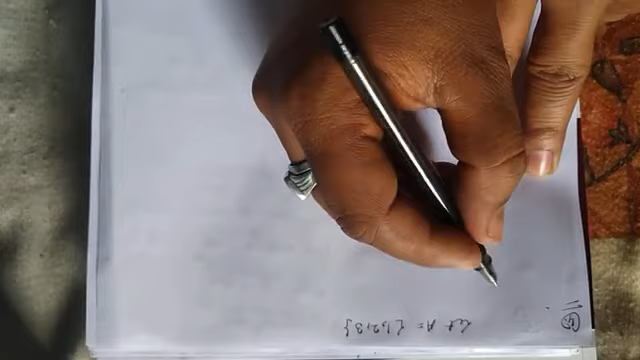 Let A = {1,2,3}